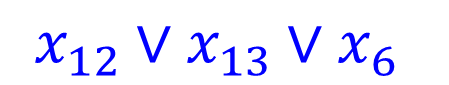 x₁₂ ∨ x₁₃ ∨ x₆